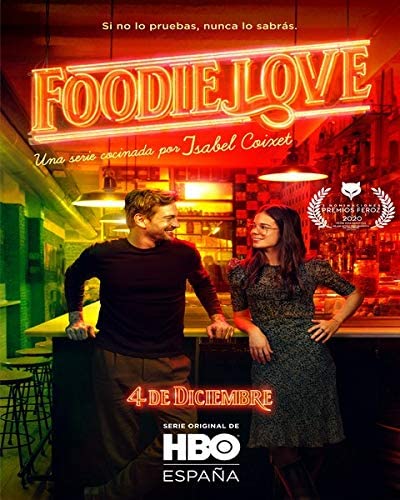 Si no lo pruebas, nunca lo sabrás.
FOODIE LOVE
Una serie cocinada por Isabel Coixet
NOMINACIONES
PREMIOS FEROZ
2020
4 DE DICIEMBRE
SERIE ORIGINAL DE
HBO
ESPAÑA